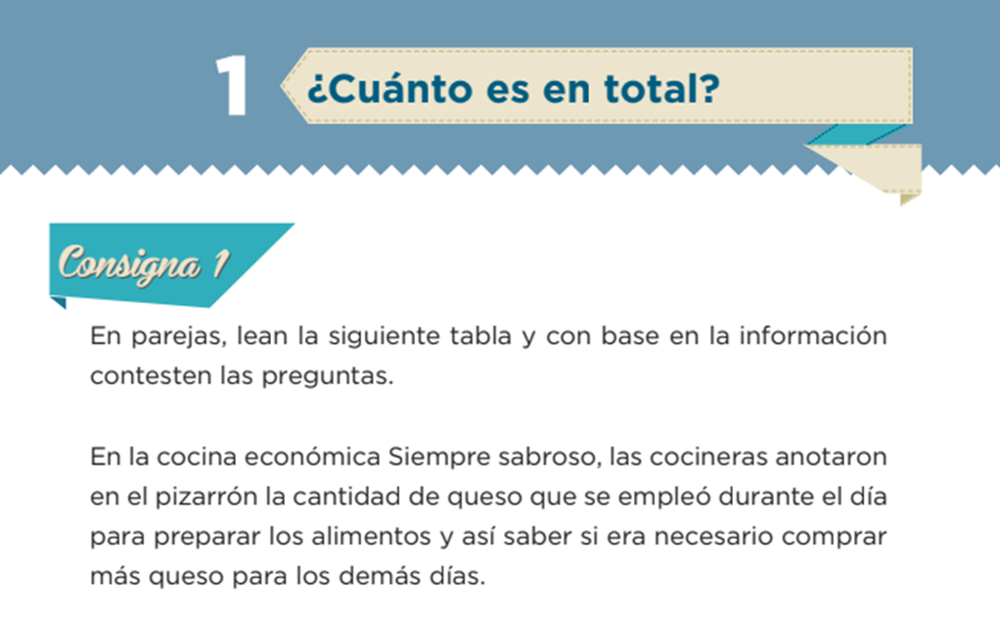 1
¿Cuánto es en total?
Consigna 1
En parejas, lean la siguiente tabla y con base en la información
contesten las preguntas.
En la cocina económica Siempre sabroso, las cocineras anotaron
en el pizarrón la cantidad de queso que se empleó durante el día
para preparar los alimentos y así saber si era necesario comprar
más queso para los demás días.